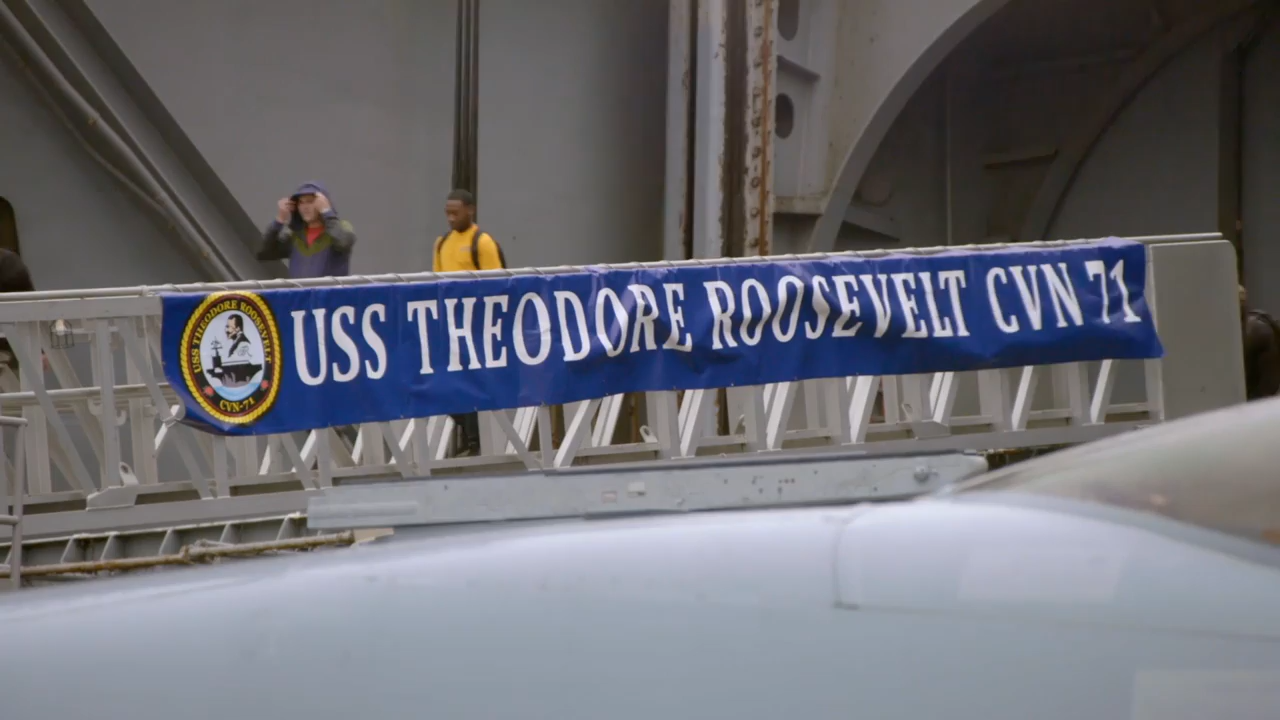 USS THEODORE ROOSEVELT
CVN-71
USS THEODORE ROOSEVELT CVN 71